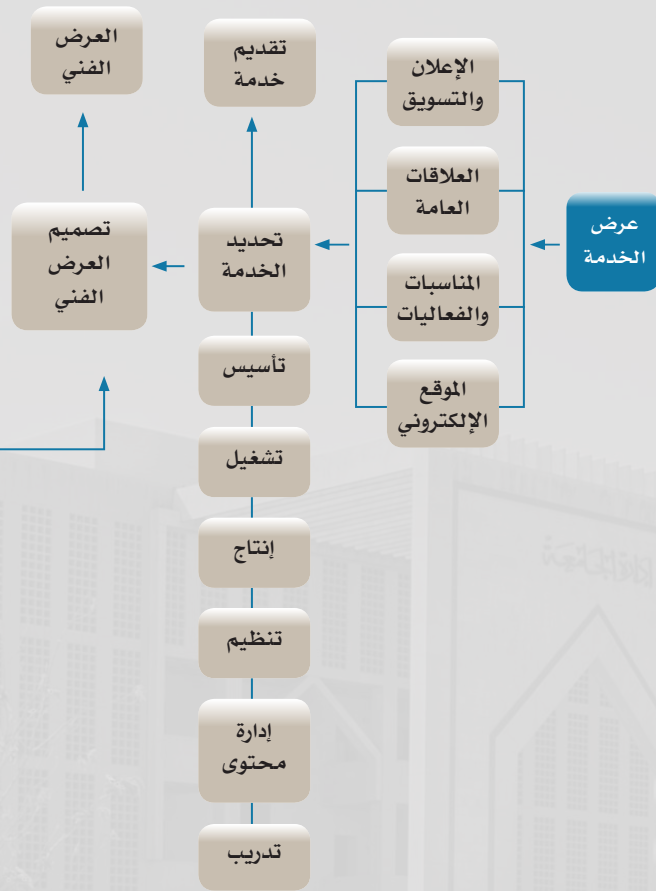 عرض
الخدمة
الإعلان
والتسويق
العلاقات
العامة
المناسبات
والفعاليات
الموقع
الإلكتروني
تقديم
خدمة
تحديد
الخدمة
تأسيس
تشغيل
إنتاج
تنظيم
إدارة
محتوى
تدريب
العرض
الفني
تصميم
العرض
الفني